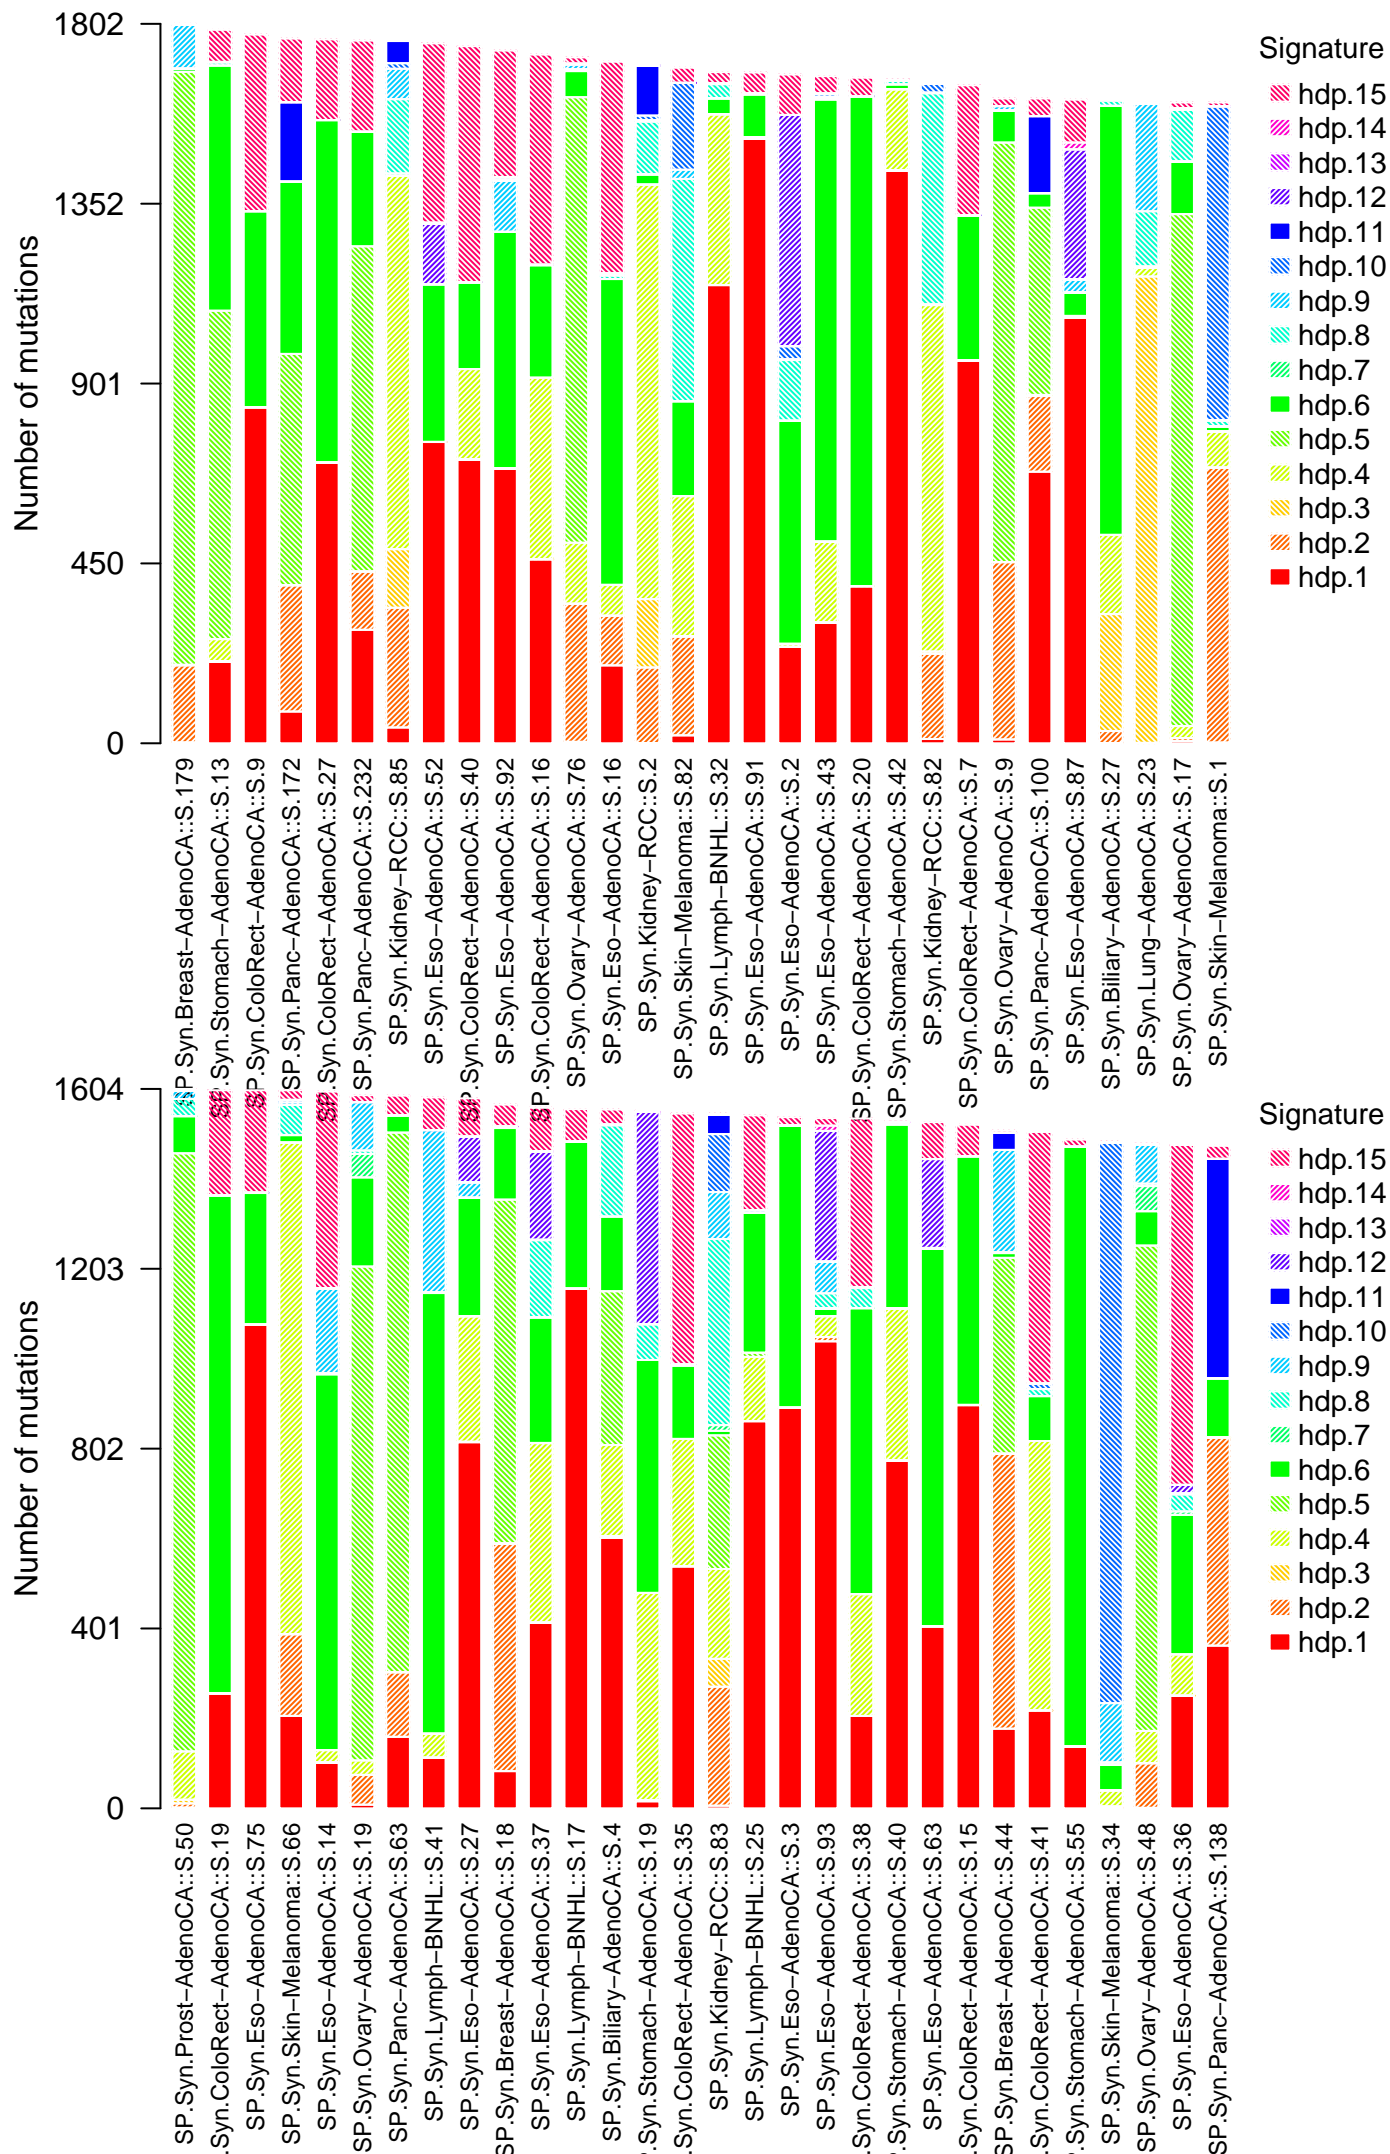 Number of mutations
1802
1352
901
450
0
Signature
hdp.15
hdp.14
hdp.13
hdp.12
hdp.11
hdp.10
hdp.9
hdp.8
hdp.7
hdp.6
hdp.5
hdp.4
hdp.3
hdp.2
hdp.1
SP.Syn.Breast−AdenoCA::S.179
SP.Syn.Stomach−AdenoCA::S.13
SP.Syn.ColoRect−AdenoCA::S.9
SP.Syn.Panc−AdenoCA::S.172
SP.Syn.ColoRect−AdenoCA::S.27
SP.Syn.Panc−AdenoCA::S.232
SP.Syn.Kidney−RCC::S.85
SP.Syn.Eso−AdenoCA::S.52
SP.Syn.ColoRect−AdenoCA::S.40
SP.Syn.Eso−AdenoCA::S.92
SP.Syn.ColoRect−AdenoCA::S.16
SP.Syn.Ovary−AdenoCA::S.76
SP.Syn.Eso−AdenoCA::S.16
SP.Syn.Kidney−RCC::S.2
SP.Syn.Skin−Melanoma::S.82
SP.Syn.Lymph−BNHL::S.32
SP.Syn.Eso−AdenoCA::S.91
SP.Syn.Eso−AdenoCA::S.2
SP.Syn.Eso−AdenoCA::S.43
SP.Syn.ColoRect−AdenoCA::S.20
SP.Syn.Stomach−AdenoCA::S.42
SP.Syn.Kidney−RCC::S.82
SP.Syn.ColoRect−AdenoCA::S.7
SP.Syn.Ovary−AdenoCA::S.9
SP.Syn.Panc−AdenoCA::S.100
SP.Syn.Eso−AdenoCA::S.87
SP.Syn.Biliary−AdenoCA::S.27
SP.Syn.Lung−AdenoCA::S.23
SP.Syn.Ovary−AdenoCA::S.17
SP.Syn.Skin−Melanoma::S.1
Number of mutations
1604
1203
802
401
0
Signature
hdp.15
hdp.14
hdp.13
hdp.12
hdp.11
hdp.10
hdp.9
hdp.8
hdp.7
hdp.6
hdp.5
hdp.4
hdp.3
hdp.2
hdp.1
SP.Syn.Prost−AdenoCA::S.50
.Syn.ColoRect−AdenoCA::S.19
SP.Syn.Eso−AdenoCA::S.75
SP.Syn.Skin−Melanoma::S.66
SP.Syn.Eso−AdenoCA::S.14
SP.Syn.Ovary−AdenoCA::S.19
SP.Syn.Panc−AdenoCA::S.63
SP.Syn.Lymph−BNHL::S.41
SP.Syn.Eso−AdenoCA::S.27
SP.Syn.Breast−AdenoCA::S.18
SP.Syn.Eso−AdenoCA::S.37
SP.Syn.Lymph−BNHL::S.17
SP.Syn.Biliary−AdenoCA::S.4
P.Syn.Stomach−AdenoCA::S.19
.Syn.ColoRect−AdenoCA::S.35
SP.Syn.Kidney−RCC::S.83
SP.Syn.Lymph−BNHL::S.25
SP.Syn.Eso−AdenoCA::S.3
SP.Syn.Eso−AdenoCA::S.93
.Syn.ColoRect−AdenoCA::S.38
P.Syn.Stomach−AdenoCA::S.40
SP.Syn.Eso−AdenoCA::S.63
.Syn.ColoRect−AdenoCA::S.15
SP.Syn.Breast−AdenoCA::S.44
.Syn.ColoRect−AdenoCA::S.41
P.Syn.Stomach−AdenoCA::S.55
SP.Syn.Skin−Melanoma::S.34
SP.Syn.Ovary−AdenoCA::S.48
SP.Syn.Eso−AdenoCA::S.36
SP.Syn.Panc−AdenoCA::S.138